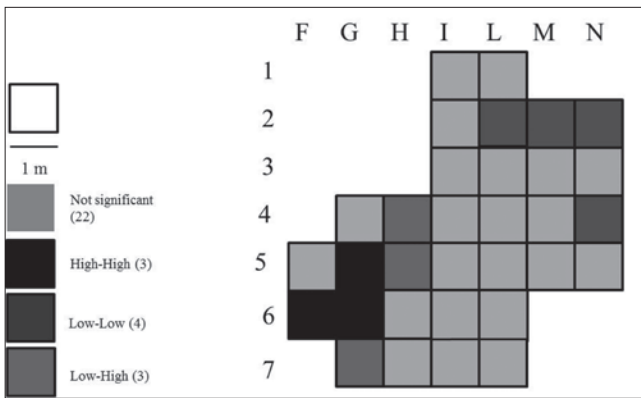 F G H I L M N
1
2
3
4
5
6
7
1 m
Not significant
(22)
High-High (3)
Low-Low (4)
Low-High (3)